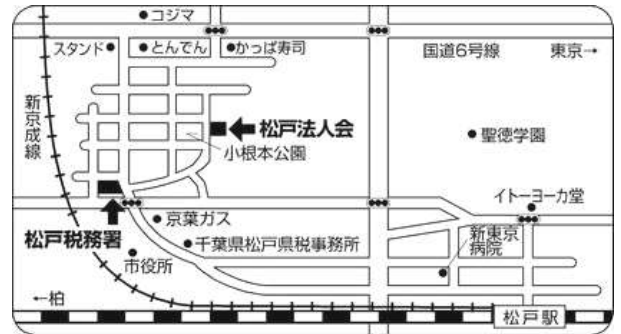 コジマ
スタンド
とんでん
かっぱ寿司
国道6号線
東京→
新京成線
松戸法人会
小根本公園
聖徳学園
イトーヨーカ堂
京葉ガス
松戸税務署
千葉県松戸県税事務所
新東京
病院
市役所
←柏
松戸駅